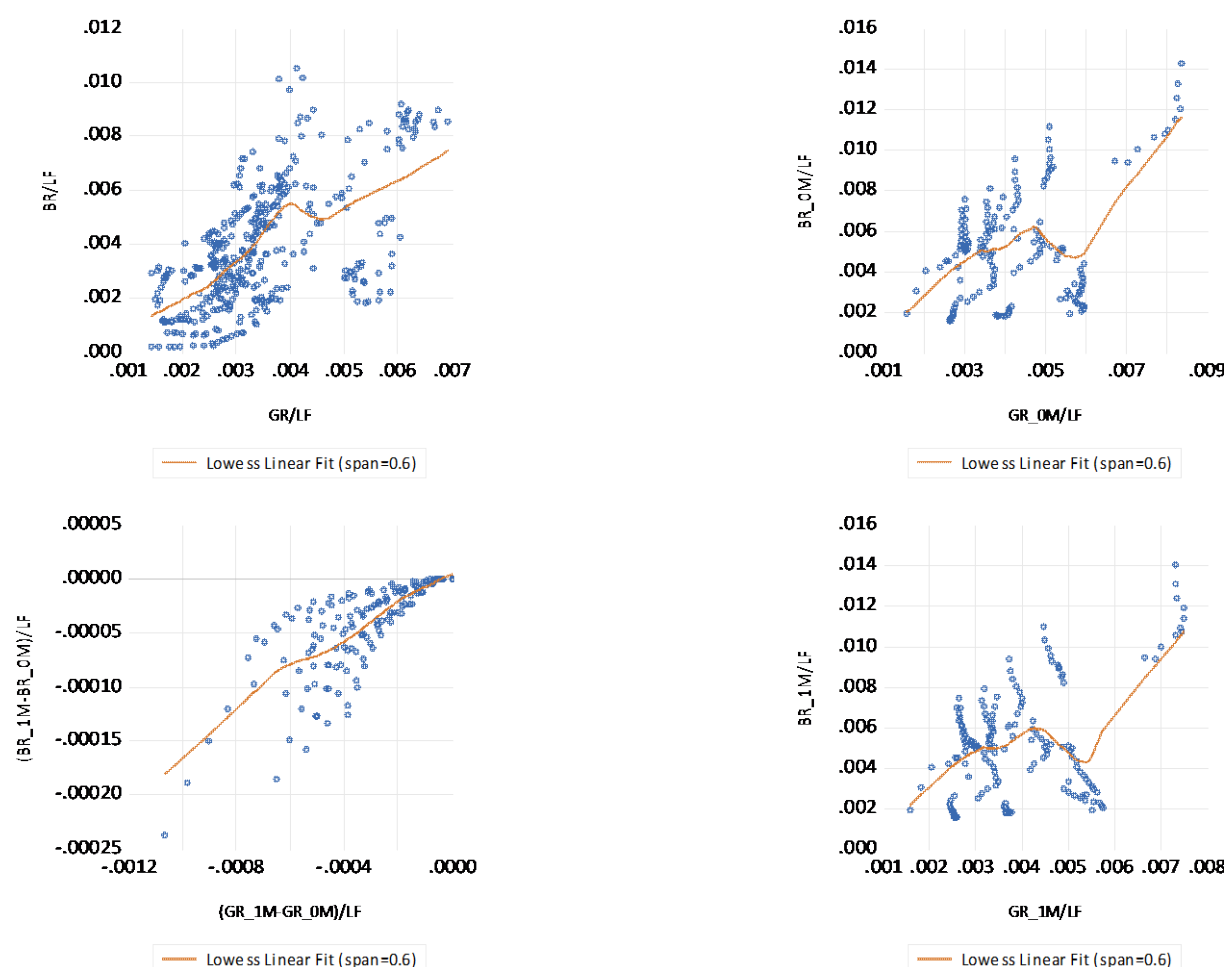 .012
.010
.008
.006
.004
.002
.000
BR/LF
.001 .002 .003 .004 .005 .006 .007
GR/LF
Lowess Linear Fit (span=0.6)
.016
.014
.012
.010
.008
.006
.004
.002
.000
BR_0M/LF
.001 .003 .005 .007 .009
GR_0M/LF
Lowess Linear Fit (span=0.6)
.00005
.00000
-.00005
-.00010
-.00015
-.00020
-.00025
(BR_1M-BR_0M)/LF
-.0012 -.0008 -.0004 .0000
(GR_1M-GR_0M)/LF
Lowess Linear Fit (span=0.6)
.016
.014
.012
.010
.008
.006
.004
.002
.000
BR_1M/LF
.001 .002 .003 .004 .005 .006 .007 .008
GR_1M/LF
Lowess Linear Fit (span=0.6)